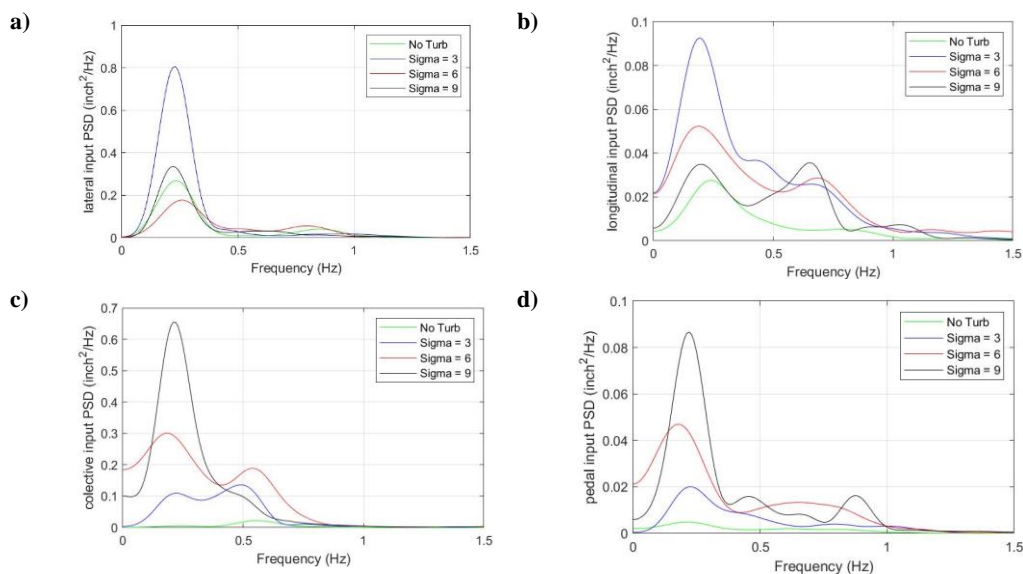 a)
1
0.8
0.6
0.4
0.2
0
0
0.5
1
1.5
lateral input PSD (inch²/Hz)
Frequency (Hz)
No Turb
Sigma = 3
Sigma = 6
Sigma = 9
b)
0.1
0.08
0.06
0.04
0.02
0
0
0.5
1
1.5
longitudinal input PSD (inch²/Hz)
Frequency (Hz)
No Turb
Sigma = 3
Sigma = 6
Sigma = 9
c)
0.7
0.6
0.5
0.4
0.3
0.2
0.1
0
0
0.5
1
1.5
colective input PSD (inch²/Hz)
Frequency (Hz)
No Turb
Sigma = 3
Sigma = 6
Sigma = 9
d)
0.1
0.08
0.06
0.04
0.02
0
0
0.5
1
1.5
pedal input PSD (inch²/Hz)
Frequency (Hz)
No Turb
Sigma = 3
Sigma = 6
Sigma = 9